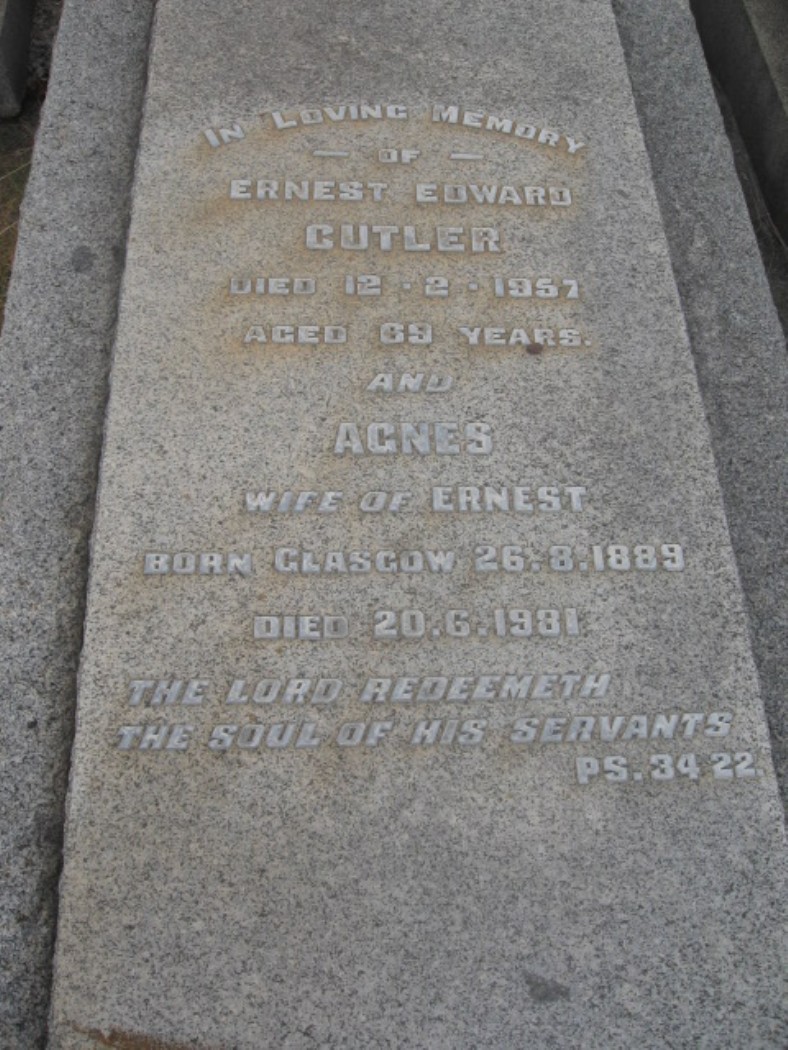 IN LOVING MEMORY
— OF —
ERNEST EDWARD
CUTLER
DIED 12 · 2 · 1957
AGED 69 YEARS.
AND
AGNES
WIFE OF ERNEST
BORN GLASGOW 26.8.1889
DIED 20.6.1981
THE LORD REDEEMETH
THE SOUL OF HIS SERVANTS
PS. 34 22